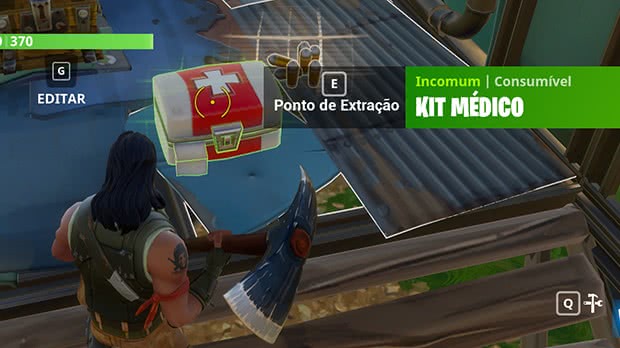 370
G
EDITAR
E
Ponto de Extração
Incomum | Consumível
KIT MÉDICO
Q